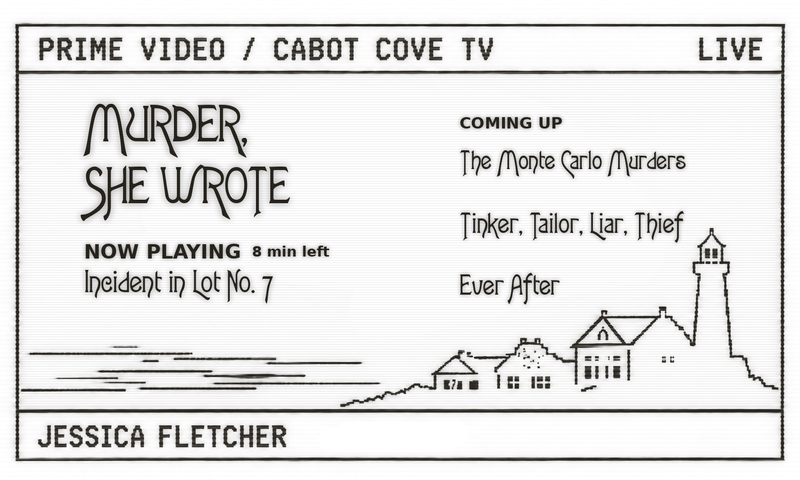 PRIME VIDEO / CABOT COVE TV
LIVE
MURDER,
SHE WROTE
NOW PLAYING 8 min left
Incident in Lot No. 7
COMING UP
The Monte Carlo Murders
Tinker, Tailor, Liar, Thief
Ever After
JESSICA FLETCHER